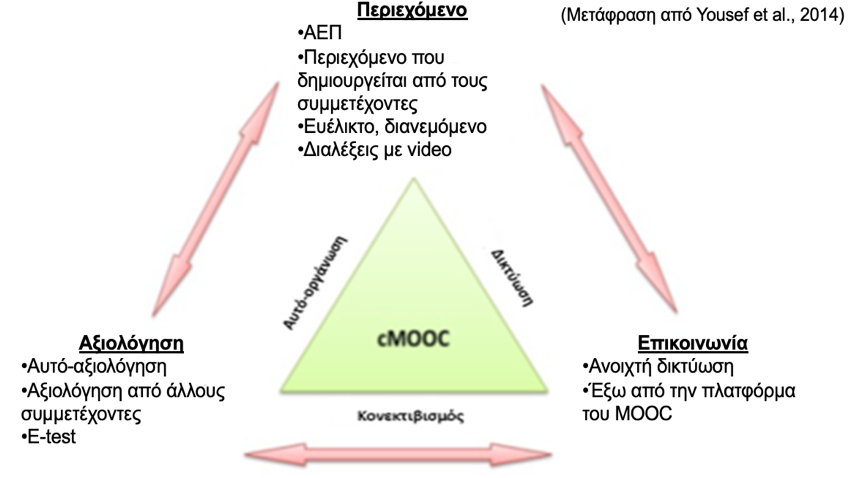 Περιεχόμενο
(Μετάφραση από Yousef et al., 2014)
•ΑΕΠ
•Περιεχόμενο που
δημιουργείται από τους
συμμετέχοντες
•Ευέλικτο, διανεμόμενο
•Διαλέξεις με video
Αυτό-οργάνωση
Δικτύωση
cMOOC
Κονεκτιβισμός
Αξιολόγηση
•Αυτό-αξιολόγηση
•Αξιολόγηση από άλλους
συμμετέχοντες
•E-test
Επικοινωνία
•Ανοιχτή δικτύωση
•Έξω από την πλατφόρμα
του MOOC